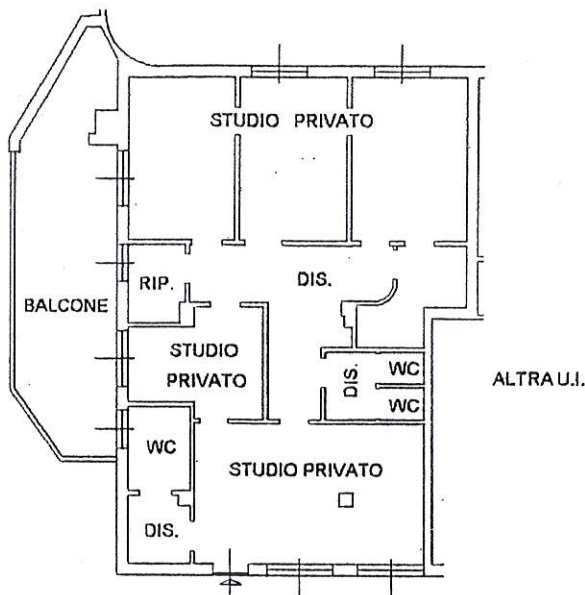 STUDIO PRIVATO
RIP.
DIS.
BALCONE
STUDIO
PRIVATO
DIS.
WC
WC
ALTRA U.I.
WC
STUDIO PRIVATO
DIS.